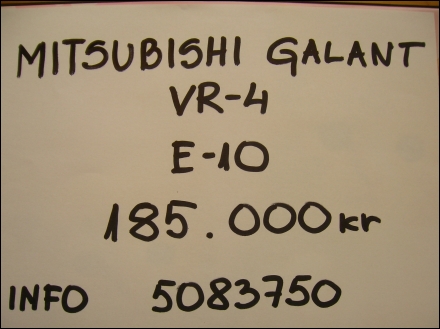 MITSUBISHI GALANT
VR-4
E-10
185.000kr
INFO 5083750